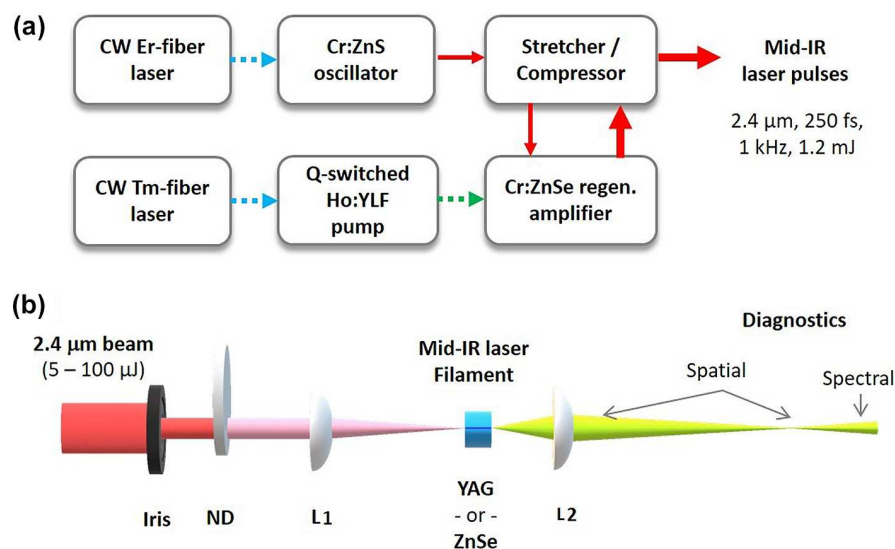 (a)
CW Er-fiber
laser
Cr:ZnS
oscillator
Stretcher /
Compressor
Mid-IR
laser pulses
2.4 µm, 250 fs,
1 kHz, 1.2 mJ
CW Tm-fiber
laser
Q-switched
Ho:YLF
pump
Cr:ZnSe regen.
amplifier
(b)
2.4 µm beam
(5 – 100 µJ)
Mid-IR laser
Filament
Diagnostics
Spatial
Spectral
Iris
ND
L1
YAG
- or -
ZnSe
L2